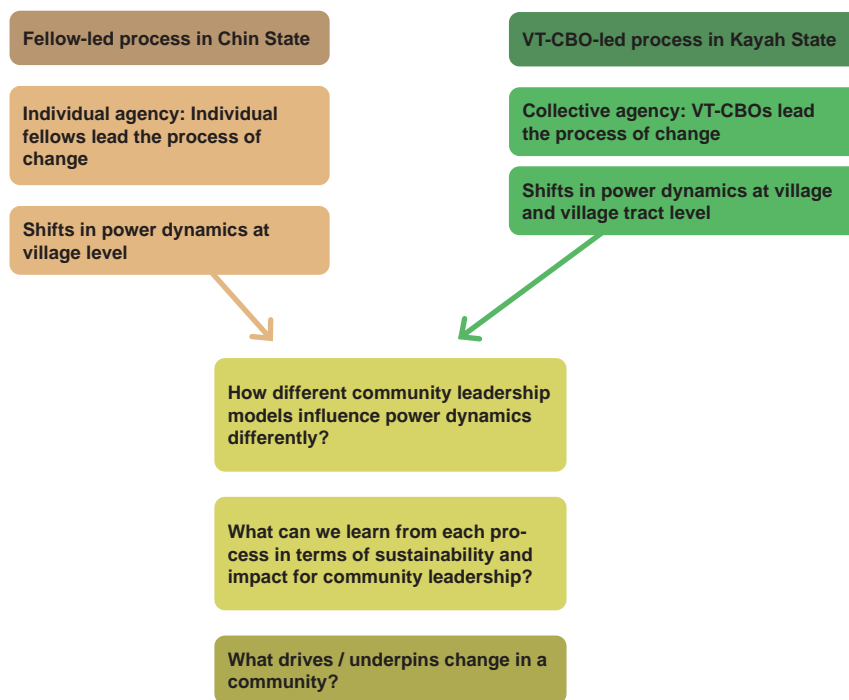 Fellow-led process in Chin State
Individual agency: Individual
fellows lead the process of
change
Shifts in power dynamics at
village level
VT-CBO-led process in Kayah State
Collective agency: VT-CBOs lead
the process of change
Shifts in power dynamics at village
and village tract level
How different community leadership
models influence power dynamics
differently?
What can we learn from each pro-
cess in terms of sustainability and
impact for community leadership?
What drives / underpins change in a
community?